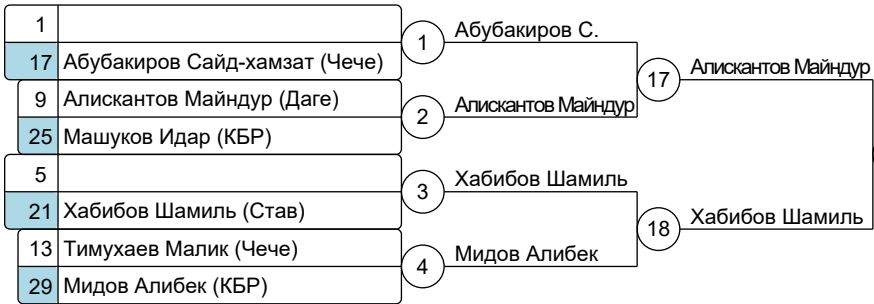 1
17 Абубакиров Сайд-хамзат (Чече)
9 Алискантов Майндур (Даге)
25 Машуков Идар (КБР)
5
21 Хабибов Шамиль (Став)
13 Тимухаев Малик (Чече)
29 Мидов Алибек (КБР)
1 Абубакиров С.
2 Алискантов Майндур
3 Хабибов Шамиль
4 Мидов Алибек
17 Алискантов Майндур
18 Хабибов Шамиль